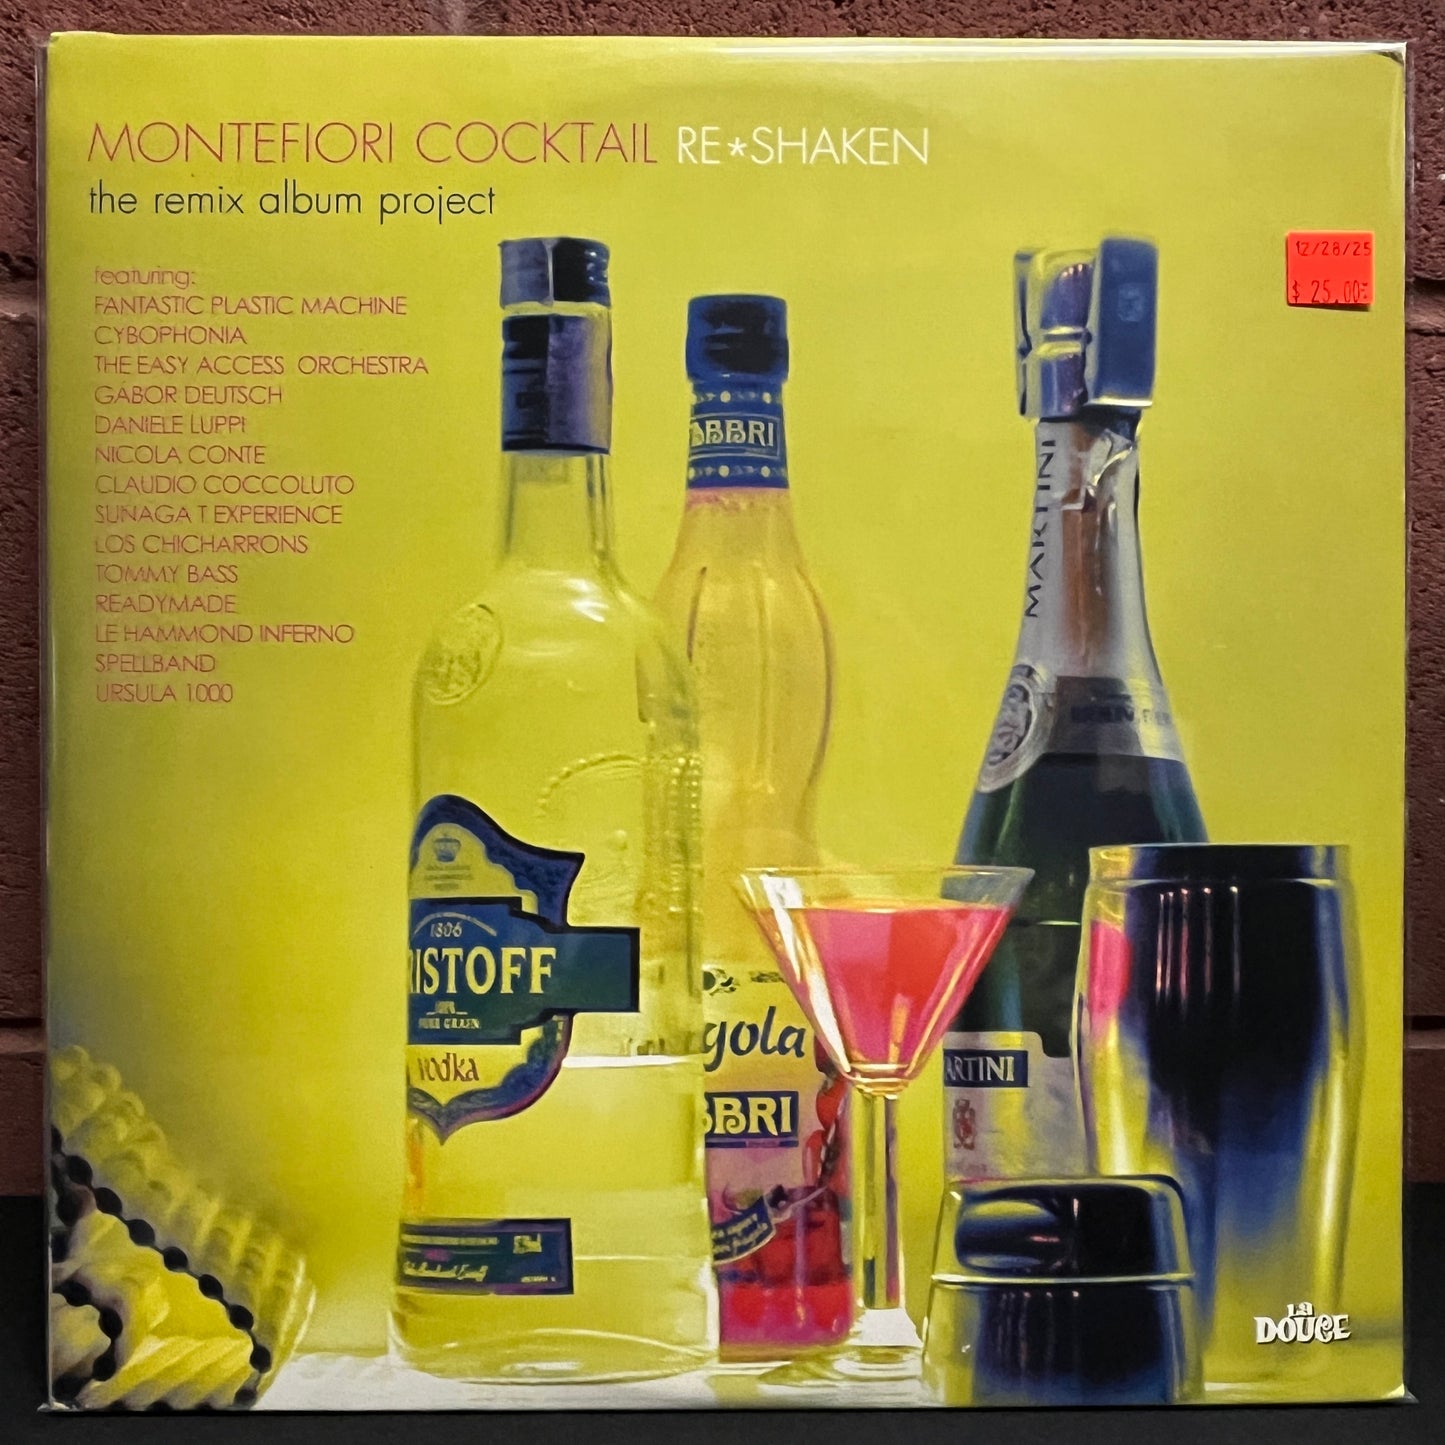 MONTEFIORI COCKTAIL RE*SHAKEN
the remix album project
featuring:
FANTASTIC PLASTIC MACHINE
CYBOPHONIA
THE EASY ACCESS ORCHESTRA
GÁBOR DEUTSCH
DANIELE LUPPI
NICOLA CONTE
CLAUDIO COCCOLUTO
SUNAGA T EXPERIENCE
LOS CHICHARRONS
TOMMY BASS
READYMADE
LE HAMMOND INFERNO
SPELLBAND
URSULA 1000
12/28/25
$ 25.00
ABBRI
MARTINI
1806
RISTOFF
vodka
gola
BBRI
ARTINI
La DOUCE